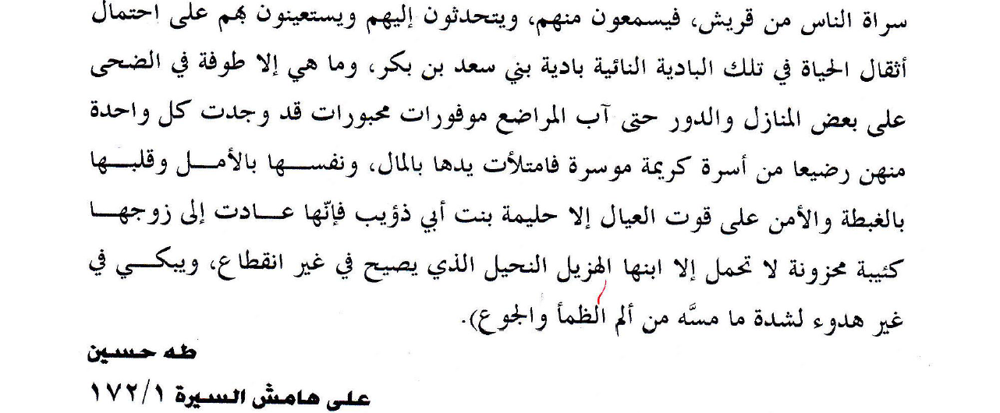 سراة الناس من قريش، فيسمعون منهم، ويتحدثون إليهم ويستعينون بهم على احتمال
أثقال الحياة في تلك البادية النائية بادية بني سعد بن بكر، وما هي إلا طوفة في الضحى
على بعض المنازل والدور حتى آب المراضع موفورات محبورات قد وجدت كل واحدة
منهن رضيعا من أسرة كريمة موسرة فامتلأت يدها بالمال، ونفسها بالأمل وقلبها
بالغبطة والأمن على قوت العيال إلا حليمة بنت أبي ذؤيب فإنّها عادت إلى زوجها
كئيبة محزونة لا تحمل إلا ابنها الهزيل النحيل الذي يصيح في غير انقطاع، ويبكي في
غير هدوء لشدة ما مسَّه من ألم الظمأ والجوع).
طه حسين
على هامش السيرة ١٧٢/١